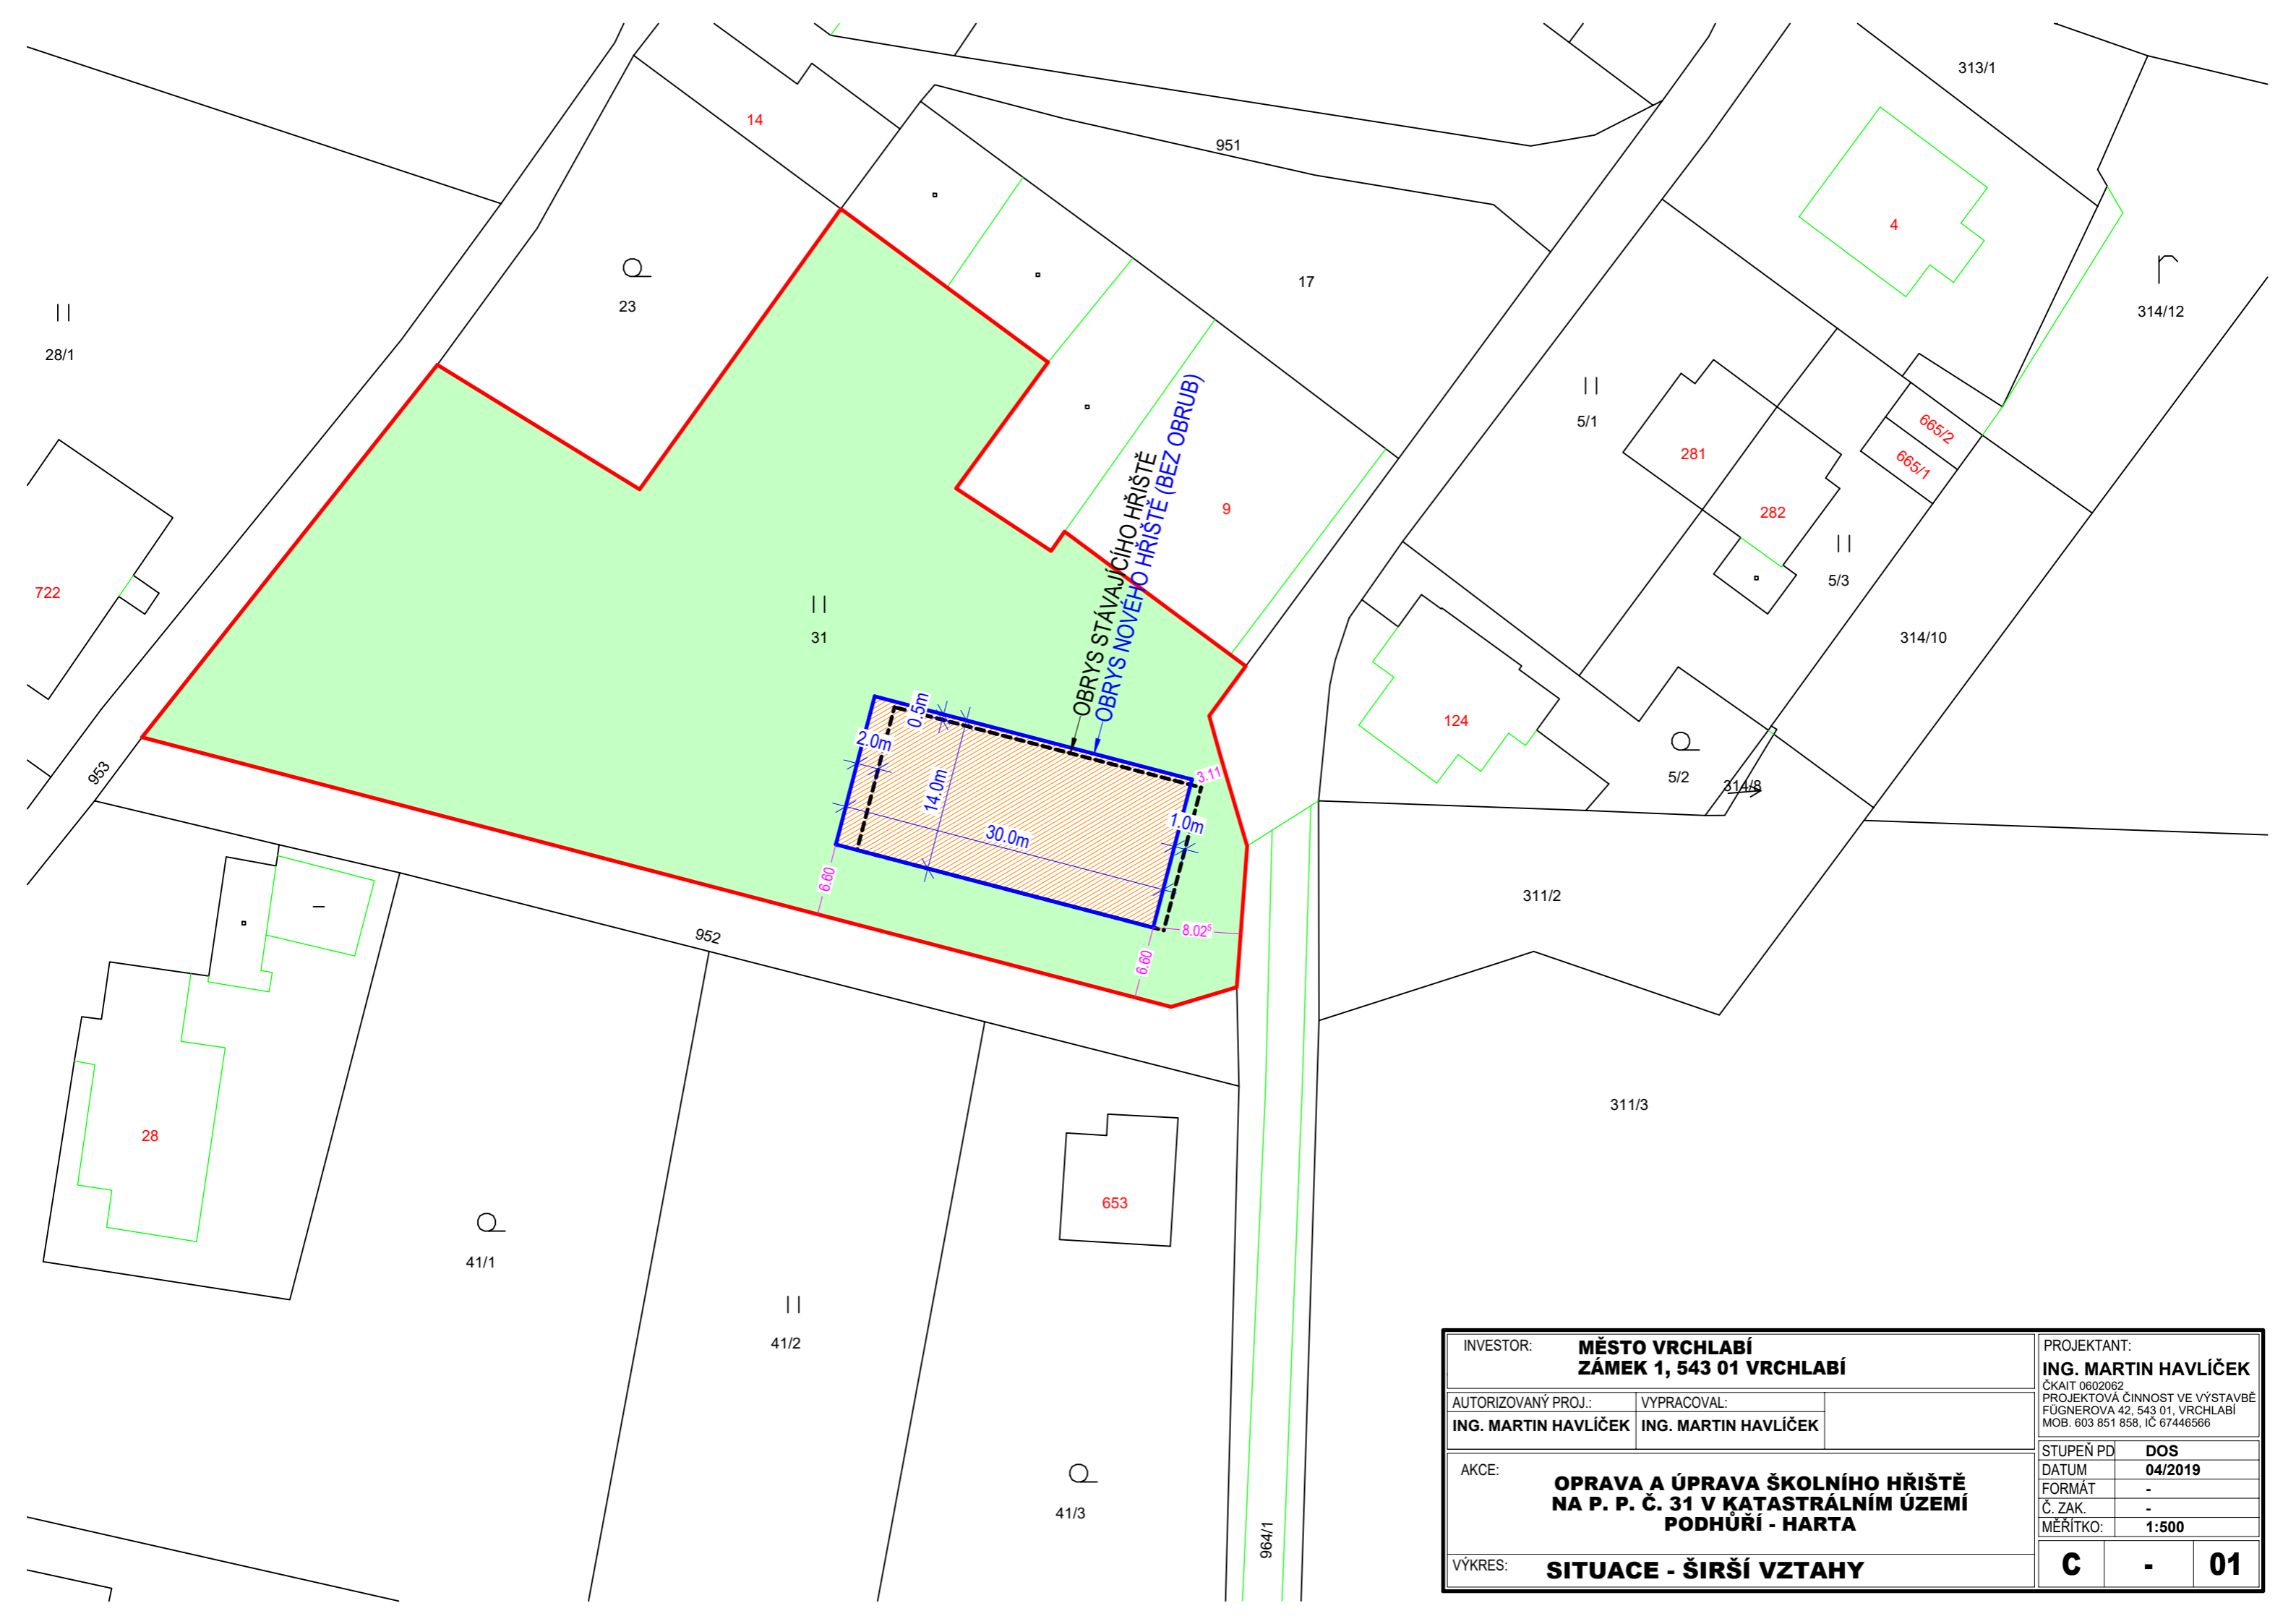 313/1
14
951
4
23
17
314/12
28/1
5/1
665/2
665/1
281
282
9
5/3
722
31
314/10
OBRYS STÁVAJÍCÍHO HŘIŠTĚ
OBRYS NOVÉHO HŘIŠTĚ (BEZ OBRUB)
0.5m
2.0m
14.0m
30.0m
1.0m
3.11
124
5/2
314/8
953
6.60
8.02⁵
6.60
311/2
952
28
311/3
653
41/1
41/2
41/3
964/1
INVESTOR: MĚSTO VRCHLABÍ
ZÁMEK 1, 543 01 VRCHLABÍ
AUTORIZOVANÝ PROJ.: VYPRACOVAL:
ING. MARTIN HAVLÍČEK ING. MARTIN HAVLÍČEK
AKCE:
OPRAVA A ÚPRAVA ŠKOLNÍHO HŘIŠTĚ
NA P. P. Č. 31 V KATASTRÁLNÍM ÚZEMÍ
PODHŮŘÍ - HARTA
VÝKRES: SITUACE - ŠIRŠÍ VZTAHY
PROJEKTANT:
ING. MARTIN HAVLÍČEK
ČKAIT 0602062
PROJEKTOVÁ ČINNOST VE VÝSTAVBĚ
FÜGNEROVA 42, 543 01, VRCHLABÍ
MOB. 603 851 858, IČ 67446566
STUPEŇ PD DOS
DATUM 04/2019
FORMÁT -
Č. ZAK. -
MĚŘÍTKO: 1:500
C - 01